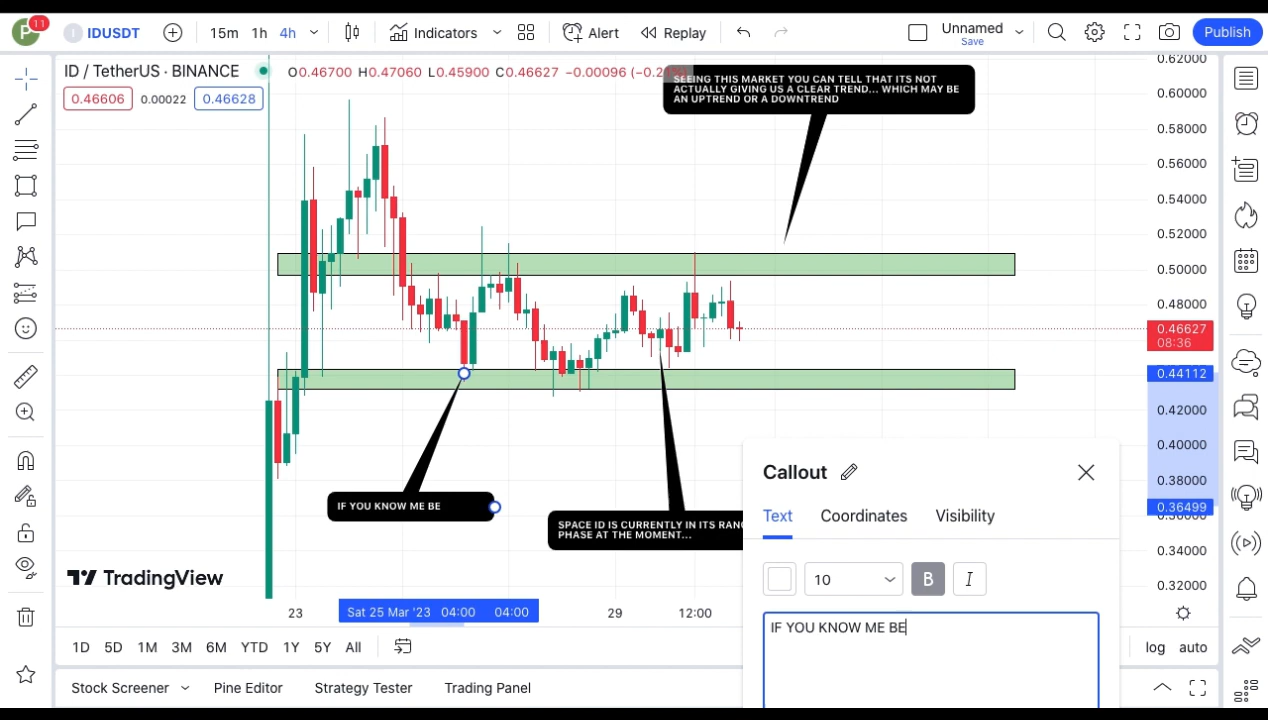 P
11
IDUSDT
15m
1h
4h
Indicators
Alert
Replay
Unnamed
Save
Publish
ID / TetherUS · BINANCE
O0.46700 H0.47060 L0.45900 C0.46627 −0.00096
0.46606
0.00022
0.46628
SEEING THIS MARKET YOU CAN TELL THAT ITS NOT
ACTUALLY GIVING US A CLEAR TREND... WHICH MAY BE
AN UPTREND OR A DOWNTREND
0.62000
0.60000
0.58000
0.56000
0.54000
0.52000
0.50000
0.48000
0.46627
08:36
0.44112
0.42000
0.40000
0.38000
0.36499
0.34000
0.32000
IF YOU KNOW ME BE
SPACE ID IS CURRENTLY IN ITS RAN
PHASE AT THE MOMENT...
TradingView
23
Sat 25 Mar '23
04:00
04:00
29
12:00
Callout
Text
Coordinates
Visibility
10
B
I
IF YOU KNOW ME BE
1D
5D
1M
3M
6M
YTD
1Y
5Y
All
log
auto
Stock Screener
Pine Editor
Strategy Tester
Trading Panel